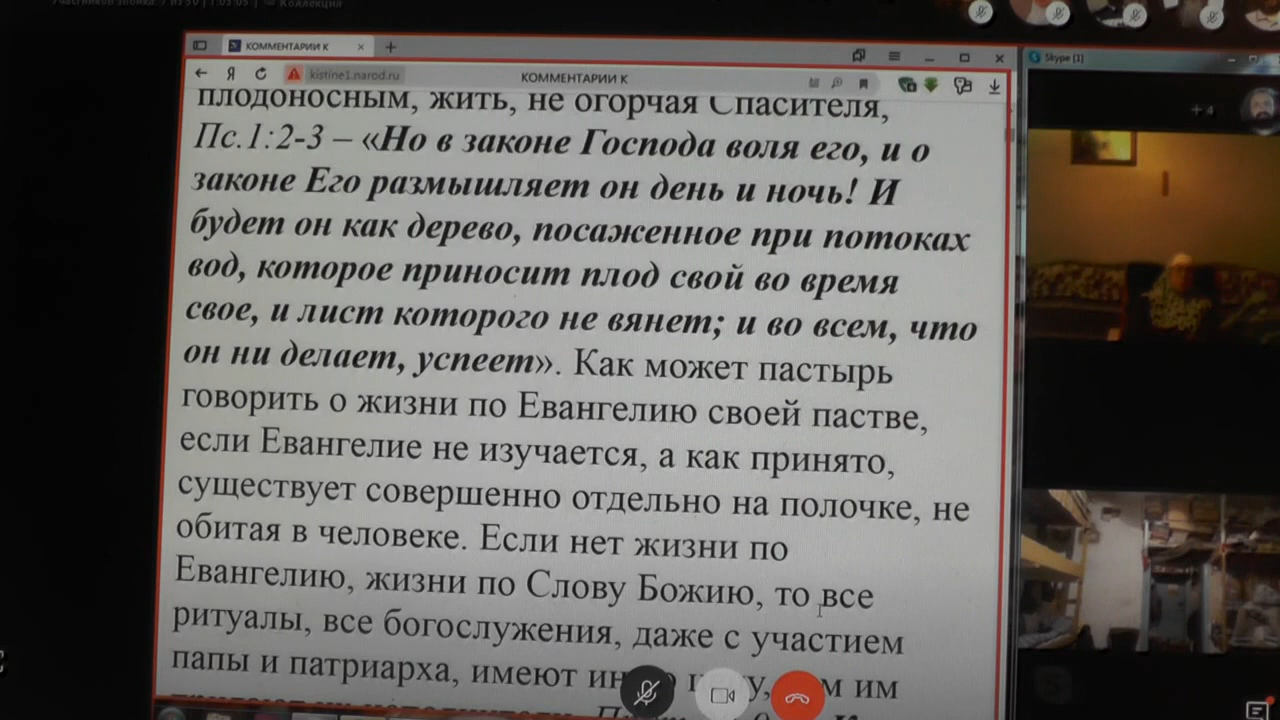 КОММЕНТАРИИ К
Skype [1]
kistine1.narod.ru
КОММЕНТАРИИ К
+4
плодоносным, жить, не огорчая Спасителя,
Пс.1:2-3 – «Но в законе Господа воля его, и о
законе Его размышляет он день и ночь! И
будет он как дерево, посаженное при потоках
вод, которое приносит плод свой во время
свое, и лист которого не вянет; и во всем, что
он ни делает, успеет». Как может пастырь
говорить о жизни по Евангелию своей пастве,
если Евангелие не изучается, а как принято,
существует совершенно отдельно на полочке, не
обитая в человеке. Если нет жизни по
Евангелию, жизни по Слову Божию, то все
ритуалы, все богослужения, даже с участием
папы и патриарха, имеют им